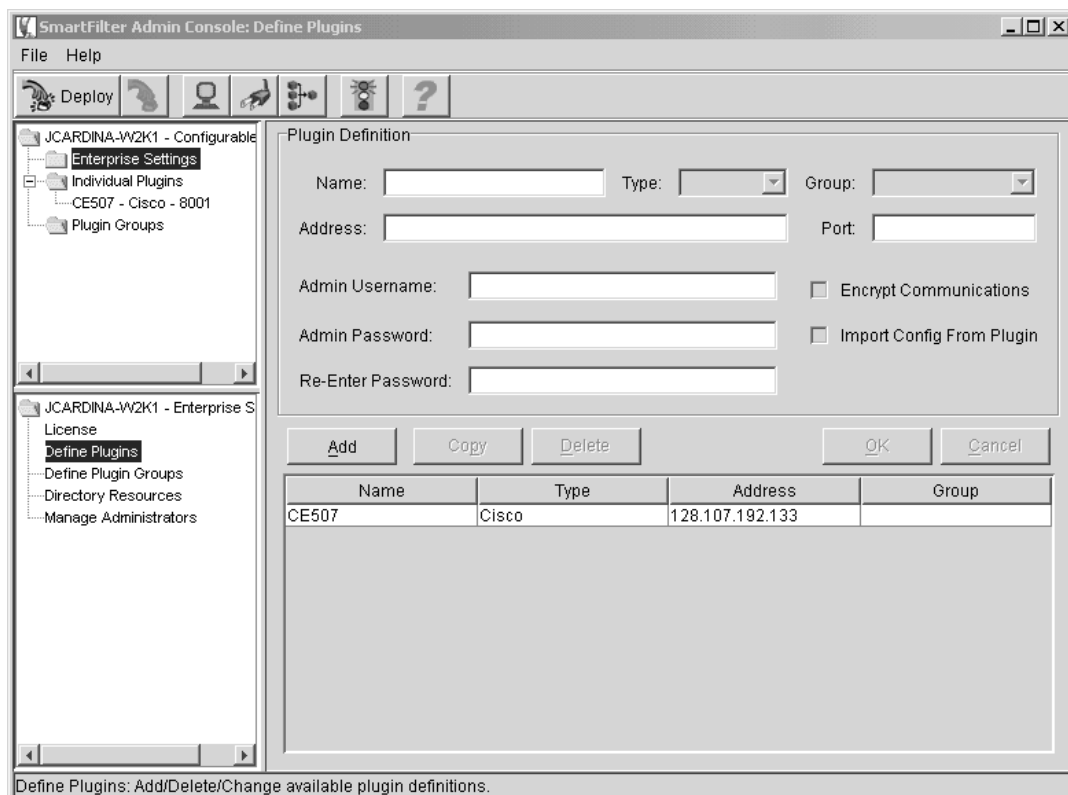 SmartFilter Admin Console: Define Plugins
File Help
Deploy
JCARDINA-W2K1 - Configurable
Enterprise Settings
Individual Plugins
CE507 - Cisco - 8001
Plugin Groups
JCARDINA-W2K1 - Enterprise S
License
Define Plugins
Define Plugin Groups
Directory Resources
Manage Administrators
Plugin Definition
Name: Type: Group:
Address: Port:
Admin Username: Encrypt Communications
Admin Password: Import Config From Plugin
Re-Enter Password:
Add Copy Delete OK Cancel
Name Type Address Group
CE507 Cisco 128.107.192.133
Define Plugins: Add/Delete/Change available plugin definitions.